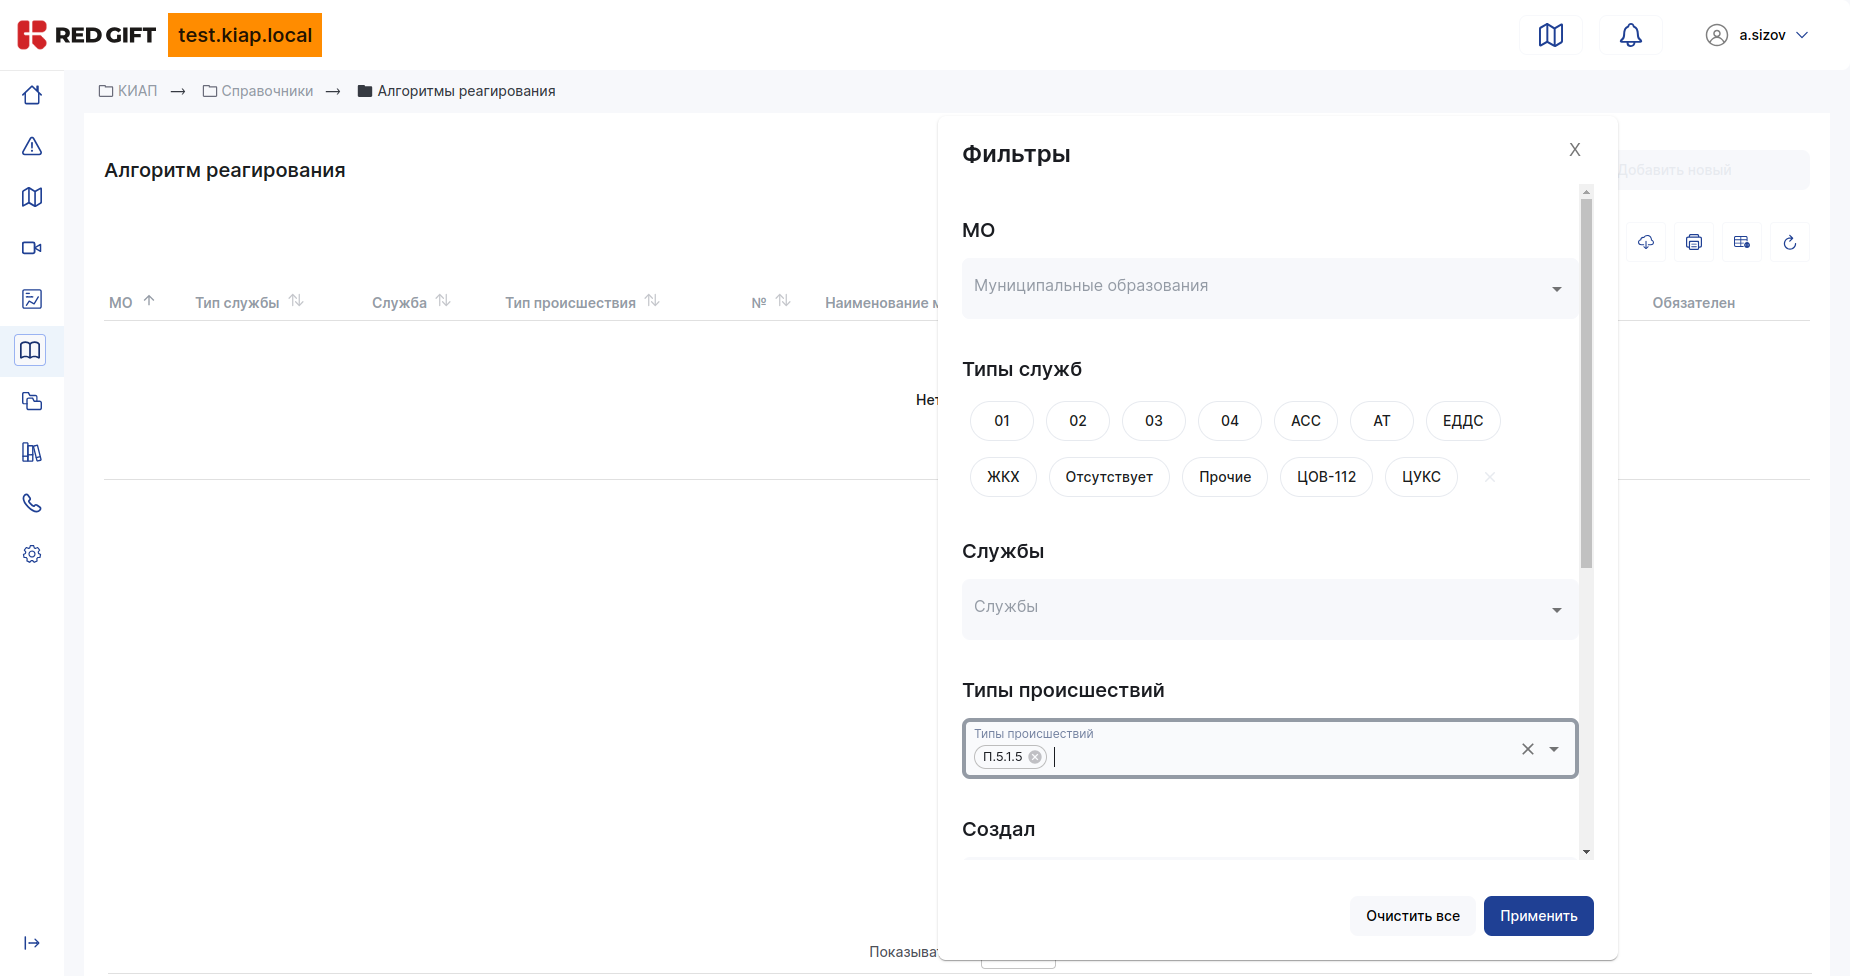 RED GIFT
test.kiap.local
a.sizov
КИАП → Справочники → Алгоритмы реагирования
Алгоритм реагирования
Добавить новый
МО Тип службы Служба Тип происшествия № Наименование Обязателен
Нет
Показыва
Фильтры
X
МО
Муниципальные образования
Типы служб
01 02 03 04 АСС АТ ЕДДС
ЖКХ Отсутствует Прочие ЦОВ-112 ЦУКС
Службы
Службы
Типы происшествий
Типы происшествий
П.5.1.5
Создал
Очистить все Применить